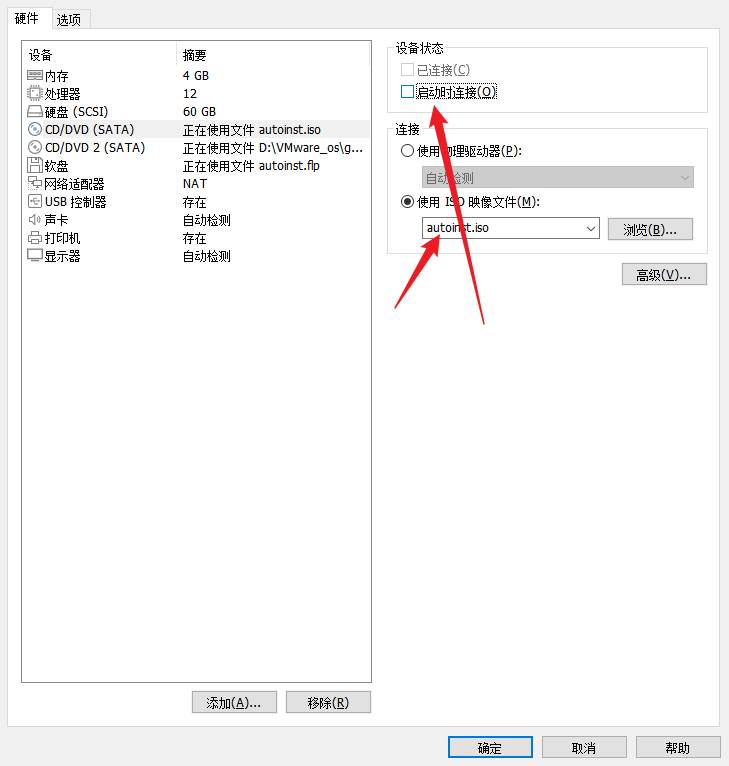 硬件 选项
设备 摘要
内存 4 GB
处理器 12
硬盘 (SCSI) 60 GB
CD/DVD (SATA) 正在使用文件 autoinst.iso
CD/DVD 2 (SATA) 正在使用文件 D:\VMware_os\g...
软盘 正在使用文件 autoinst.flp
网络适配器 NAT
USB 控制器 存在
声卡 自动检测
打印机 存在
显示器 自动检测
添加(A)... 移除(R)
设备状态
已连接(C)
启动时连接(O)
连接
使用物理驱动器(P):
自动检测
使用 ISO 映像文件(M):
autoinst.iso 浏览(B)...
高级(V)...
确定 取消 帮助